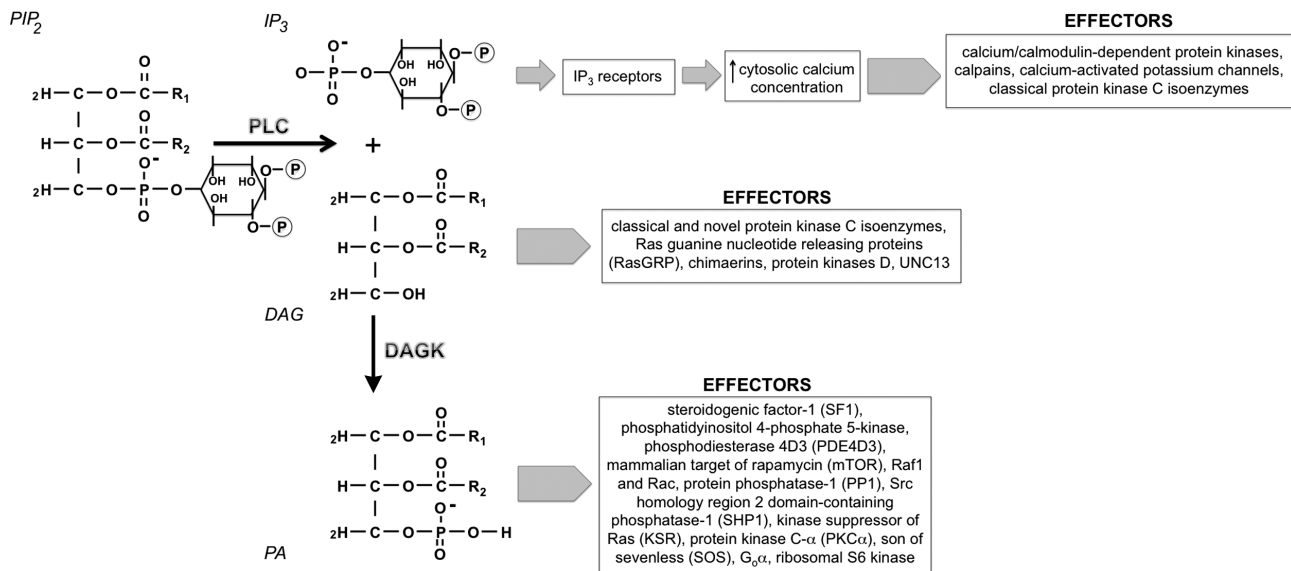 PIP2
O
2H—C—O—C—R1
O
H—C—O—C—R2
O-
2H—C—O—P—O
O
OH
HO
OH
O—P
O—P
PLC
IP3
O-
O—P—O
O
OH
HO
OH
O—P
O—P
IP3 receptors
↑ cytosolic calcium
concentration
EFFECTORS
calcium/calmodulin-dependent protein kinases,
calpains, calcium-activated potassium channels,
classical protein kinase C isoenzymes
+
O
2H—C—O—C—R1
O
H—C—O—C—R2
2H—C—OH
DAG
EFFECTORS
classical and novel protein kinase C isoenzymes,
Ras guanine nucleotide releasing proteins
(RasGRP), chimaerins, protein kinases D, UNC13
DAGK
O
2H—C—O—C—R1
O
H—C—O—C—R2
O-
2H—C—O—P—O—H
O
PA
EFFECTORS
steroidogenic factor-1 (SF1),
phosphatidyinositol 4-phosphate 5-kinase,
phosphodiesterase 4D3 (PDE4D3),
mammalian target of rapamycin (mTOR), Raf1
and Rac, protein phosphatase-1 (PP1), Src
homology region 2 domain-containing
phosphatase-1 (SHP1), kinase suppressor of
Ras (KSR), protein kinase C-α (PKCα), son of
sevenless (SOS), Goα, ribosomal S6 kinase